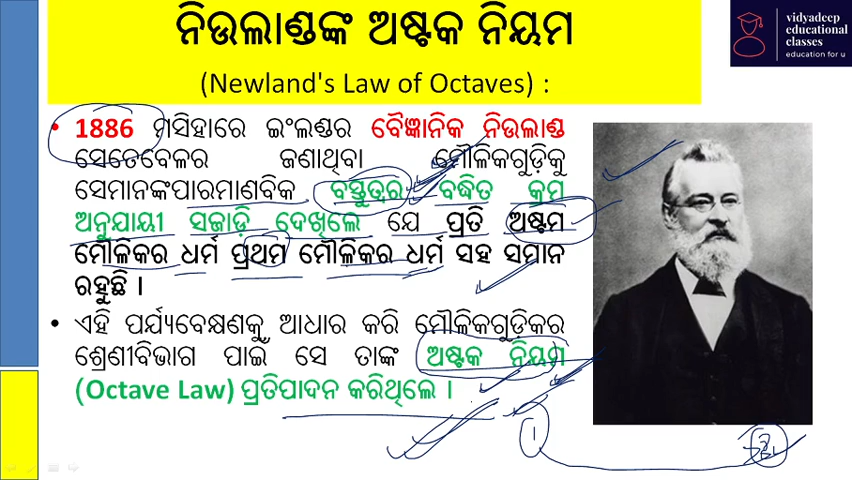 ନିଉଲାଣ୍ଡଙ୍କ ଅଷ୍ଟକ ନିୟମ
(Newland's Law of Octaves) :
vidyadeep
educational
classes
education for u
• 1886 ମସିହାରେ ଇଂଲଣ୍ଡର ବୈଜ୍ଞାନିକ ନିଉଲାଣ୍ଡ
ସେତେବେଳର ଜଣାଥିବା ମୌଳିକଗୁଡ଼ିକୁ
ସେମାନଙ୍କପାରମାଣବିକ ବସ୍ତୁତ୍ୱର ବର୍ଦ୍ଧିତ କ୍ରମ
ଅନୁଯାୟୀ ସଜାଡ଼ି ଦେଖିଲେ ଯେ ପ୍ରତି ଅଷ୍ଟମ
ମୌଳିକର ଧର୍ମ ପ୍ରଥମ ମୌଳିକର ଧର୍ମ ସହ ସମାନ
ରହୁଛି ।
• ଏହି ପର୍ଯ୍ୟବେକ୍ଷଣକୁ ଆଧାର କରି ମୌଳିକଗୁଡ଼ିକର
ଶ୍ରେଣୀବିଭାଗ ପାଇଁ ସେ ତାଙ୍କ ଅଷ୍ଟକ ନିୟମ
(Octave Law) ପ୍ରତିପାଦନ କରିଥିଲେ ।
1